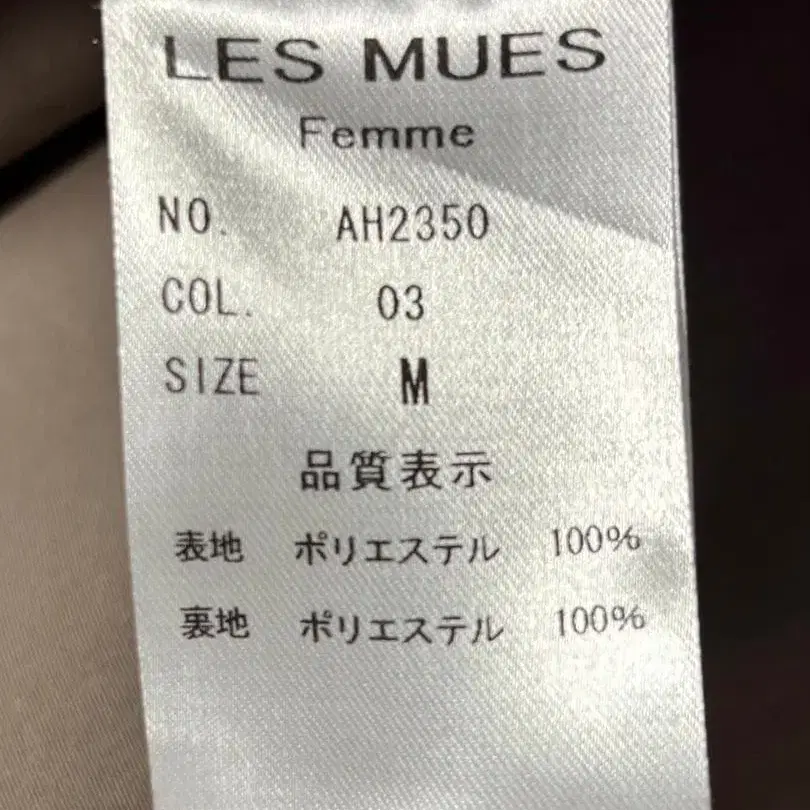 LES MUES
Femme
NO. AH2350
COL. 03
SIZE M
品質表示
表地 ポリエステル 100%
裏地 ポリエステル 100%